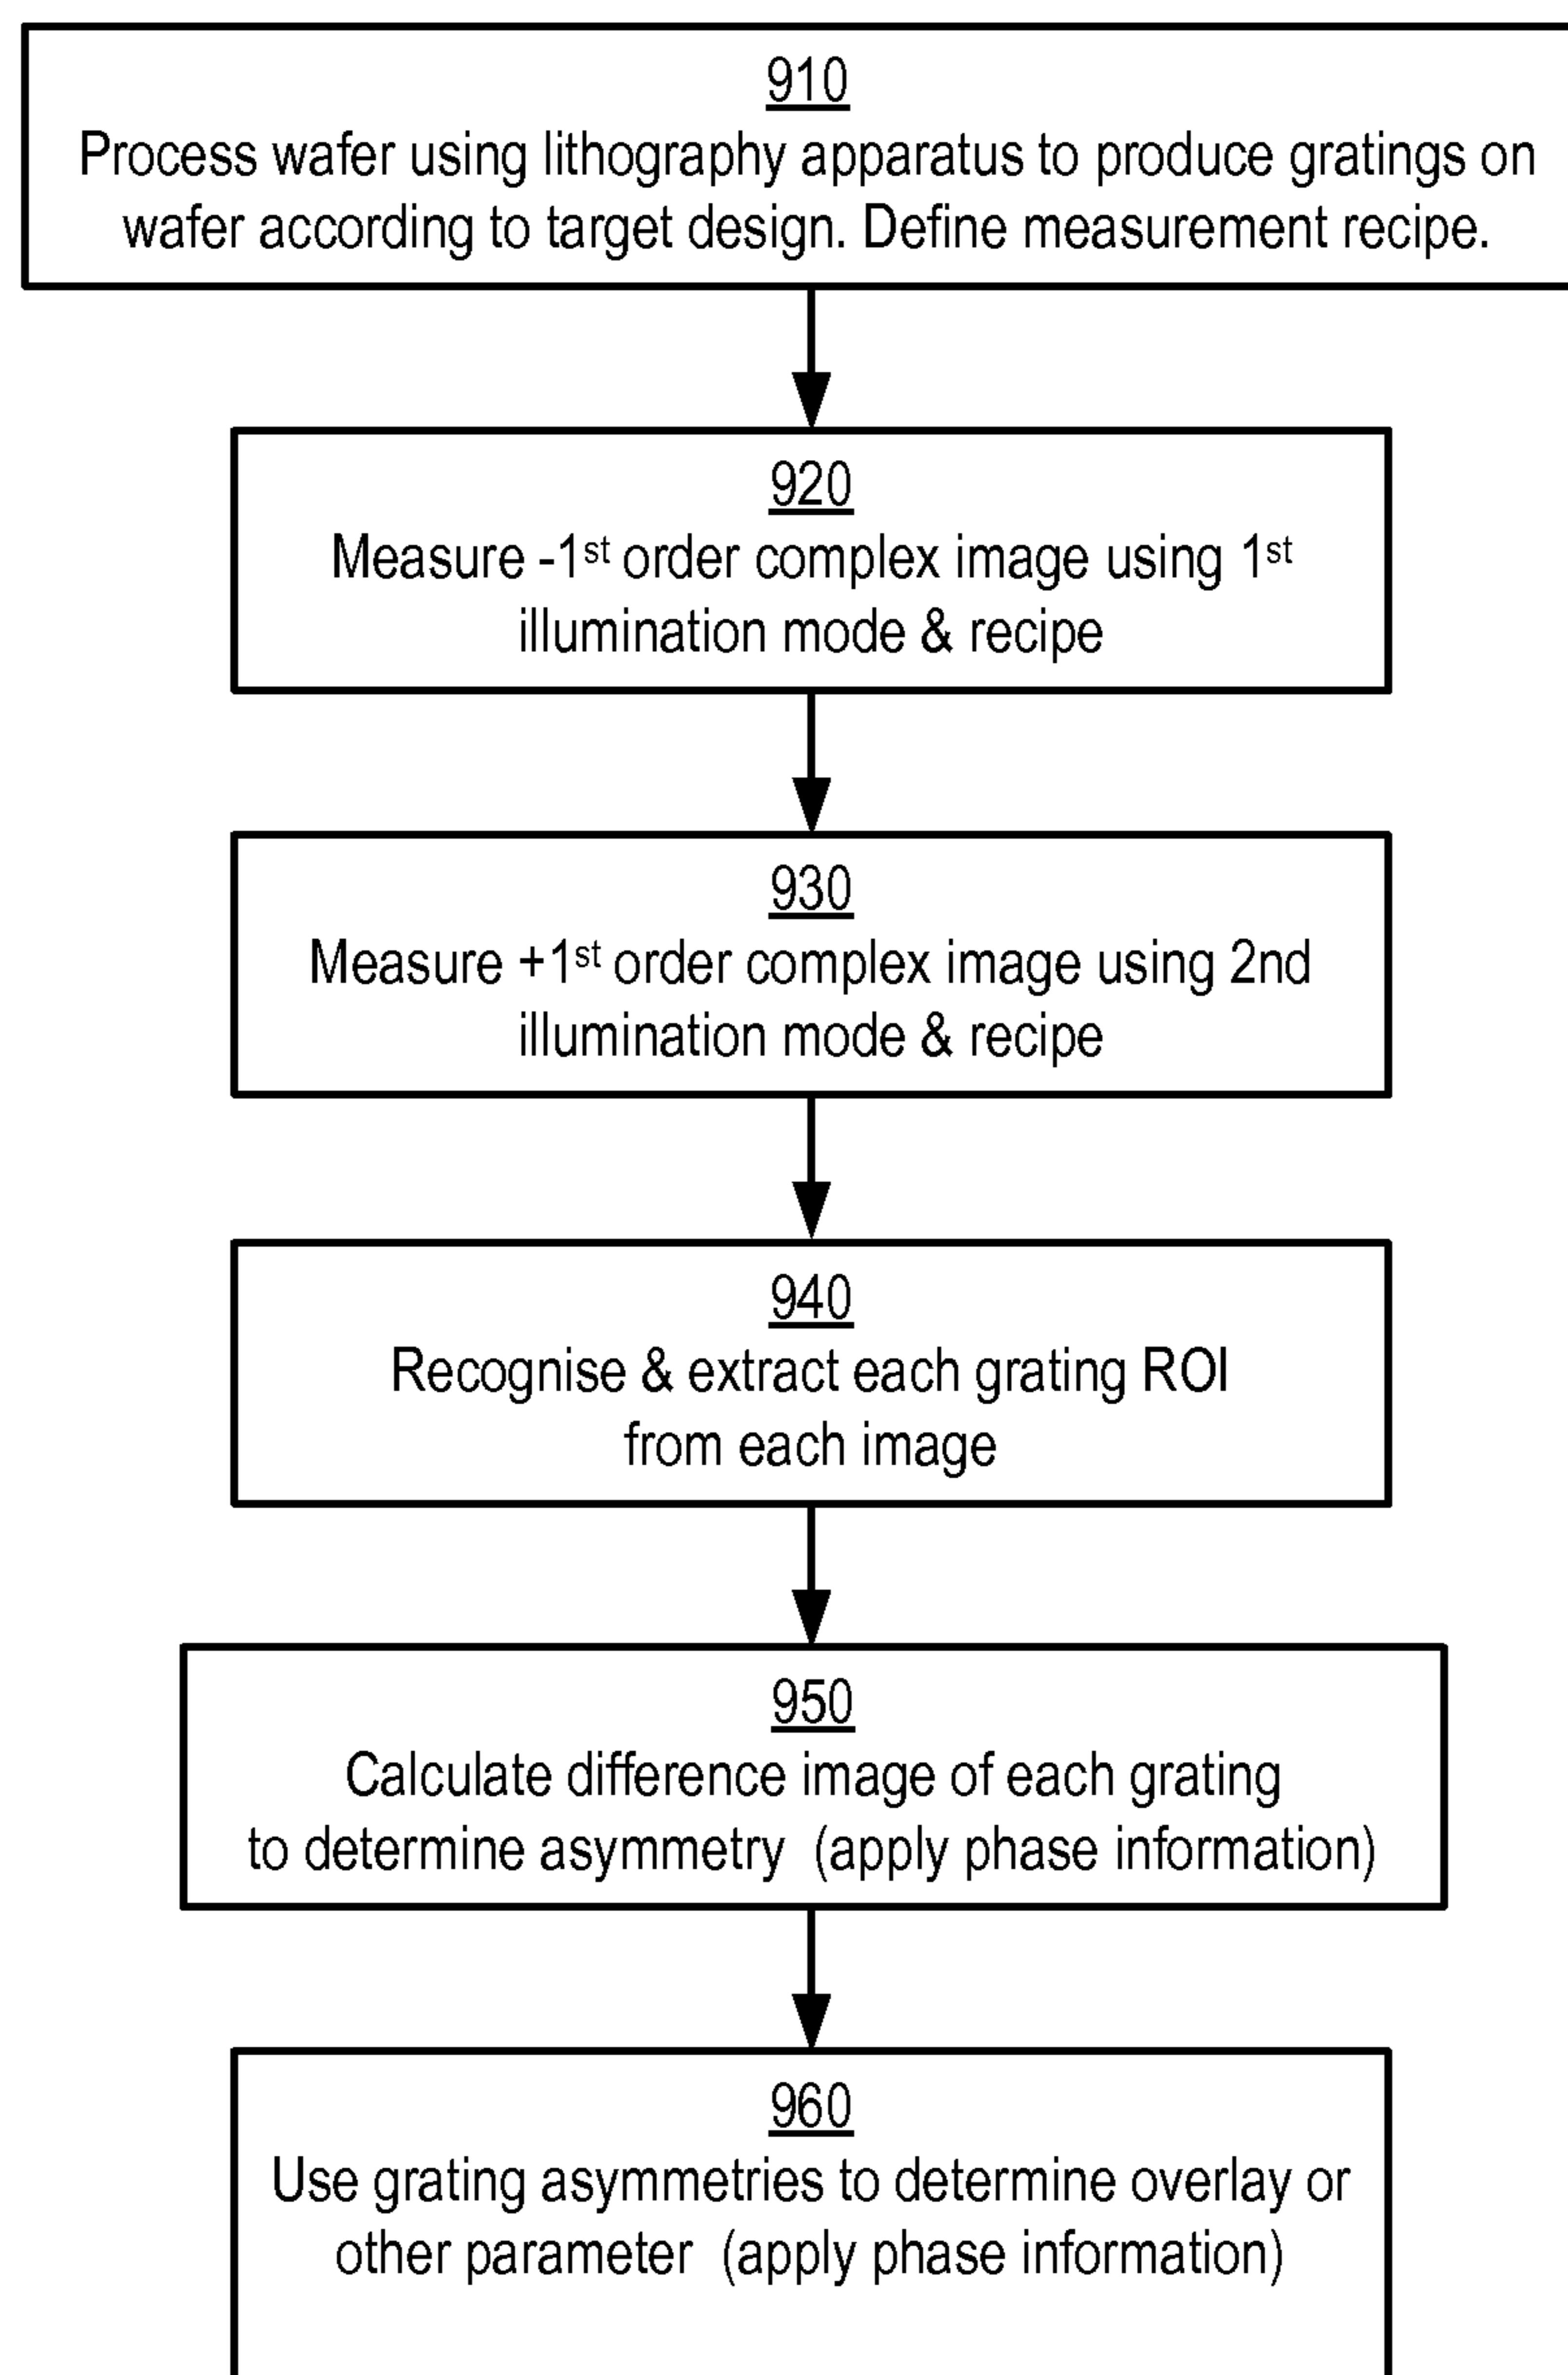 910
Process wafer using lithography apparatus to produce gratings on
wafer according to target design. Define measurement recipe.
920
Measure -1st order complex image using 1st
illumination mode & recipe
930
Measure +1st order complex image using 2nd
illumination mode & recipe
940
Recognise & extract each grating ROI
from each image
950
Calculate difference image of each grating
to determine asymmetry (apply phase information)
960
Use grating asymmetries to determine overlay or
other parameter (apply phase information)